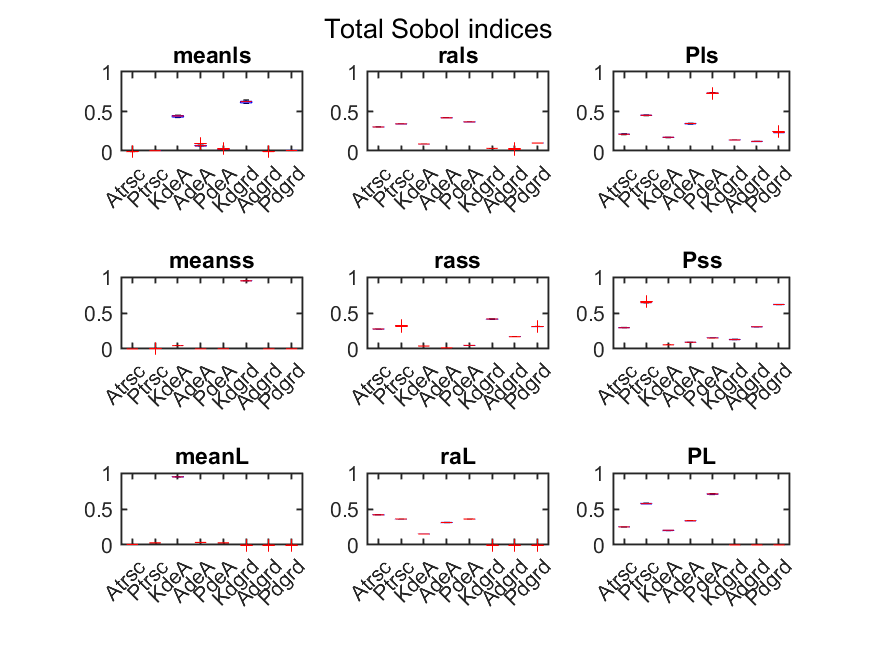 Total Sobol indices
meanls rals Pls
1
0.5
0
Atrsc Ptrsc KdeA AdeA PdeA Kdgrd Adgrd Pdgrd
1
0.5
0
Atrsc Ptrsc KdeA AdeA PdeA Kdgrd Adgrd Pdgrd
1
0.5
0
Atrsc Ptrsc KdeA AdeA PdeA Kdgrd Adgrd Pdgrd
meanss rass Pss
1
0.5
0
Atrsc Ptrsc KdeA AdeA PdeA Kdgrd Adgrd Pdgrd
1
0.5
0
Atrsc Ptrsc KdeA AdeA PdeA Kdgrd Adgrd Pdgrd
1
0.5
0
Atrsc Ptrsc KdeA AdeA PdeA Kdgrd Adgrd Pdgrd
meanL raL PL
1
0.5
0
Atrsc Ptrsc KdeA AdeA PdeA Kdgrd Adgrd Pdgrd
1
0.5
0
Atrsc Ptrsc KdeA AdeA PdeA Kdgrd Adgrd Pdgrd
1
0.5
0
Atrsc Ptrsc KdeA AdeA PdeA Kdgrd Adgrd Pdgrd